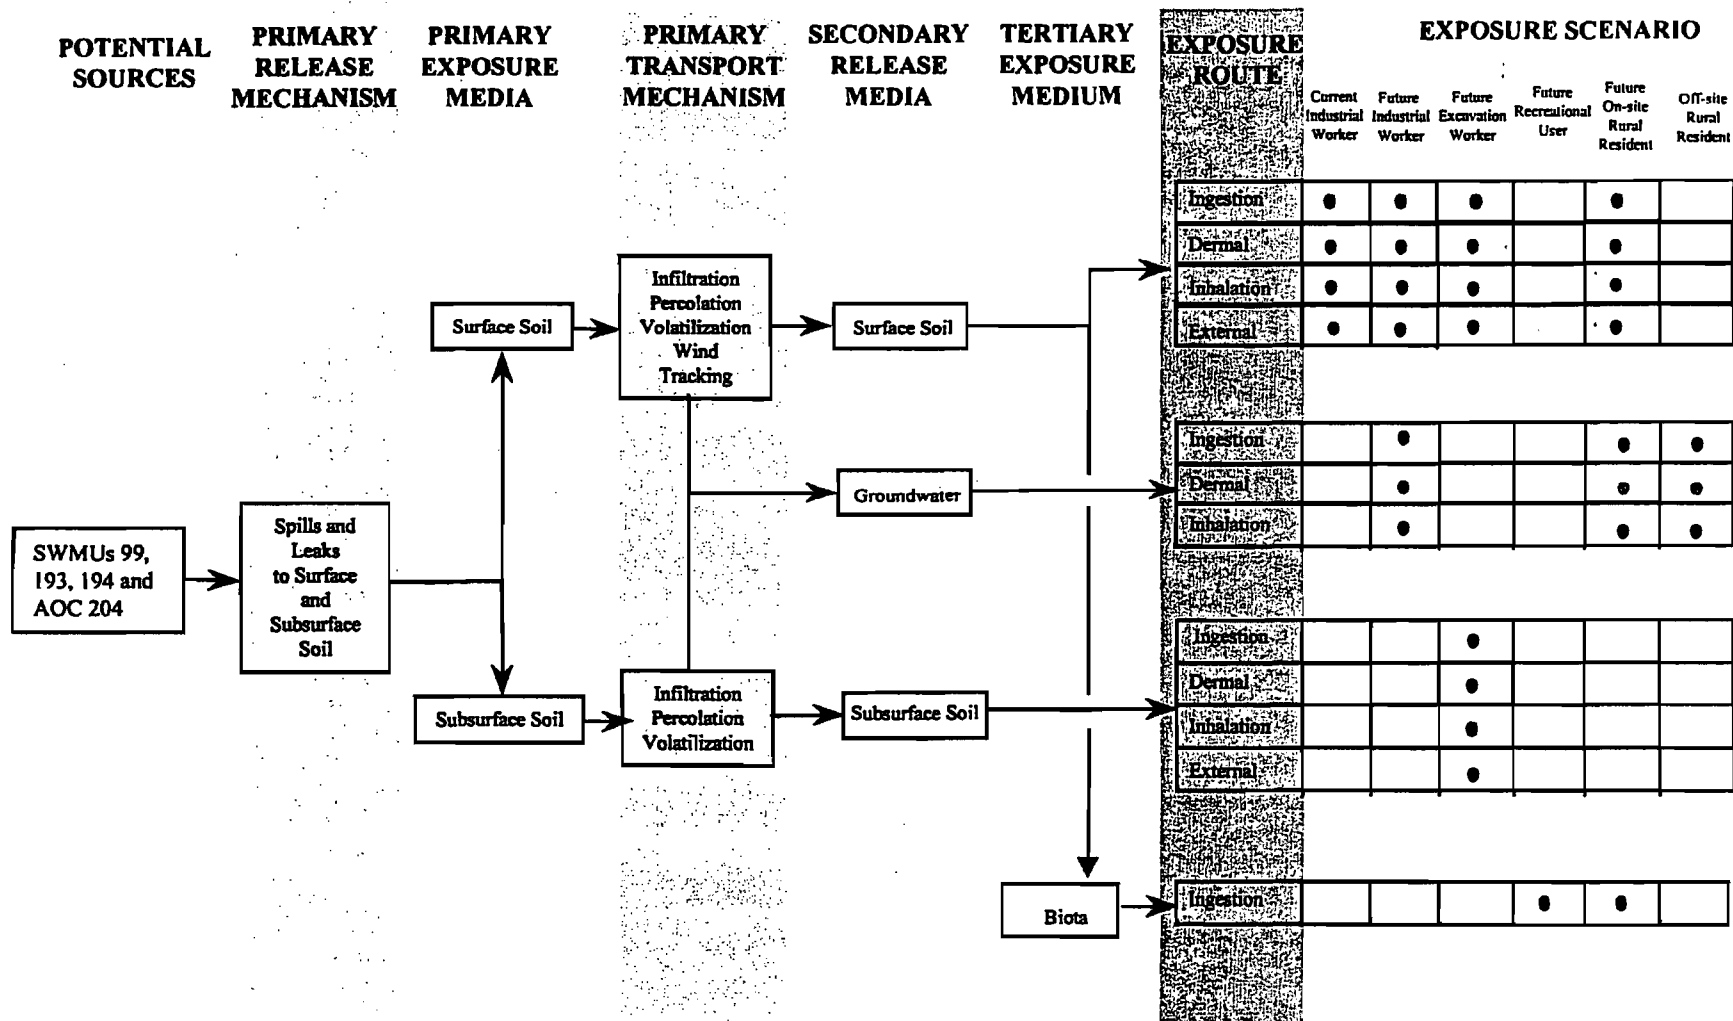 POTENTIAL
SOURCES
PRIMARY
RELEASE
MECHANISM
PRIMARY
EXPOSURE
MEDIA
PRIMARY
TRANSPORT
MECHANISM
SECONDARY
RELEASE
MEDIA
TERTIARY
EXPOSURE
MEDIUM
EXPOSURE
ROUTE
EXPOSURE SCENARIO
Current
Industrial
Worker
Future
Industrial
Worker
Future
Excavation
Worker
Future
Recreational
User
Future
On-site
Rural
Resident
Off-site
Rural
Resident
SWMUs 99,
193, 194 and
AOC 204
Spills and
Leaks
to Surface
and
Subsurface
Soil
Surface Soil
Infiltration
Percolation
Volatilization
Wind
Tracking
Surface Soil
Groundwater
Subsurface Soil
Infiltration
Percolation
Volatilization
Subsurface Soil
Biota
Ingestion
Dermal
Inhalation
External
Ingestion
Dermal
Inhalation
Ingestion
Dermal
Inhalation
External
Ingestion